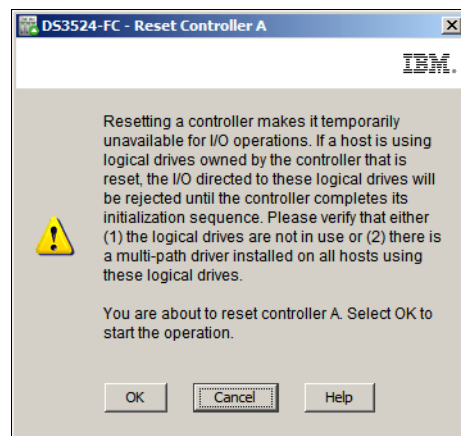 DS3524-FC - Reset Controller A
IBM.
Resetting a controller makes it temporarily
unavailable for I/O operations. If a host is using
logical drives owned by the controller that is
reset, the I/O directed to these logical drives will
be rejected until the controller completes its
initialization sequence. Please verify that either
(1) the logical drives are not in use or (2) there is
a multi-path driver installed on all hosts using
these logical drives.
You are about to reset controller A. Select OK to
start the operation.
OK
Cancel
Help